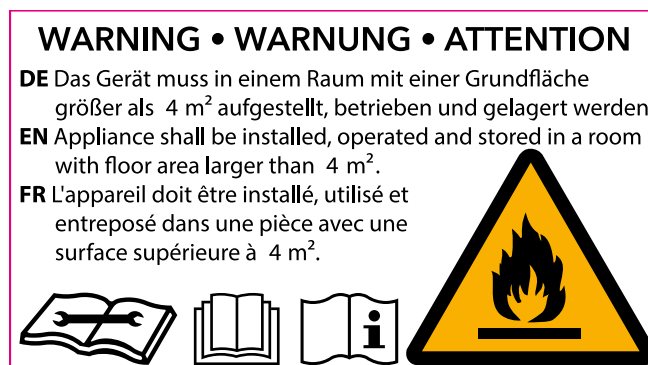 WARNING • WARNUNG • ATTENTION
DE Das Gerät muss in einem Raum mit einer Grundfläche
größer als 4 m² aufgestellt, betrieben und gelagert werden
EN Appliance shall be installed, operated and stored in a room
with floor area larger than 4 m².
FR L'appareil doit être installé, utilisé et
entreposé dans une pièce avec une
surface supérieure à 4 m².
i